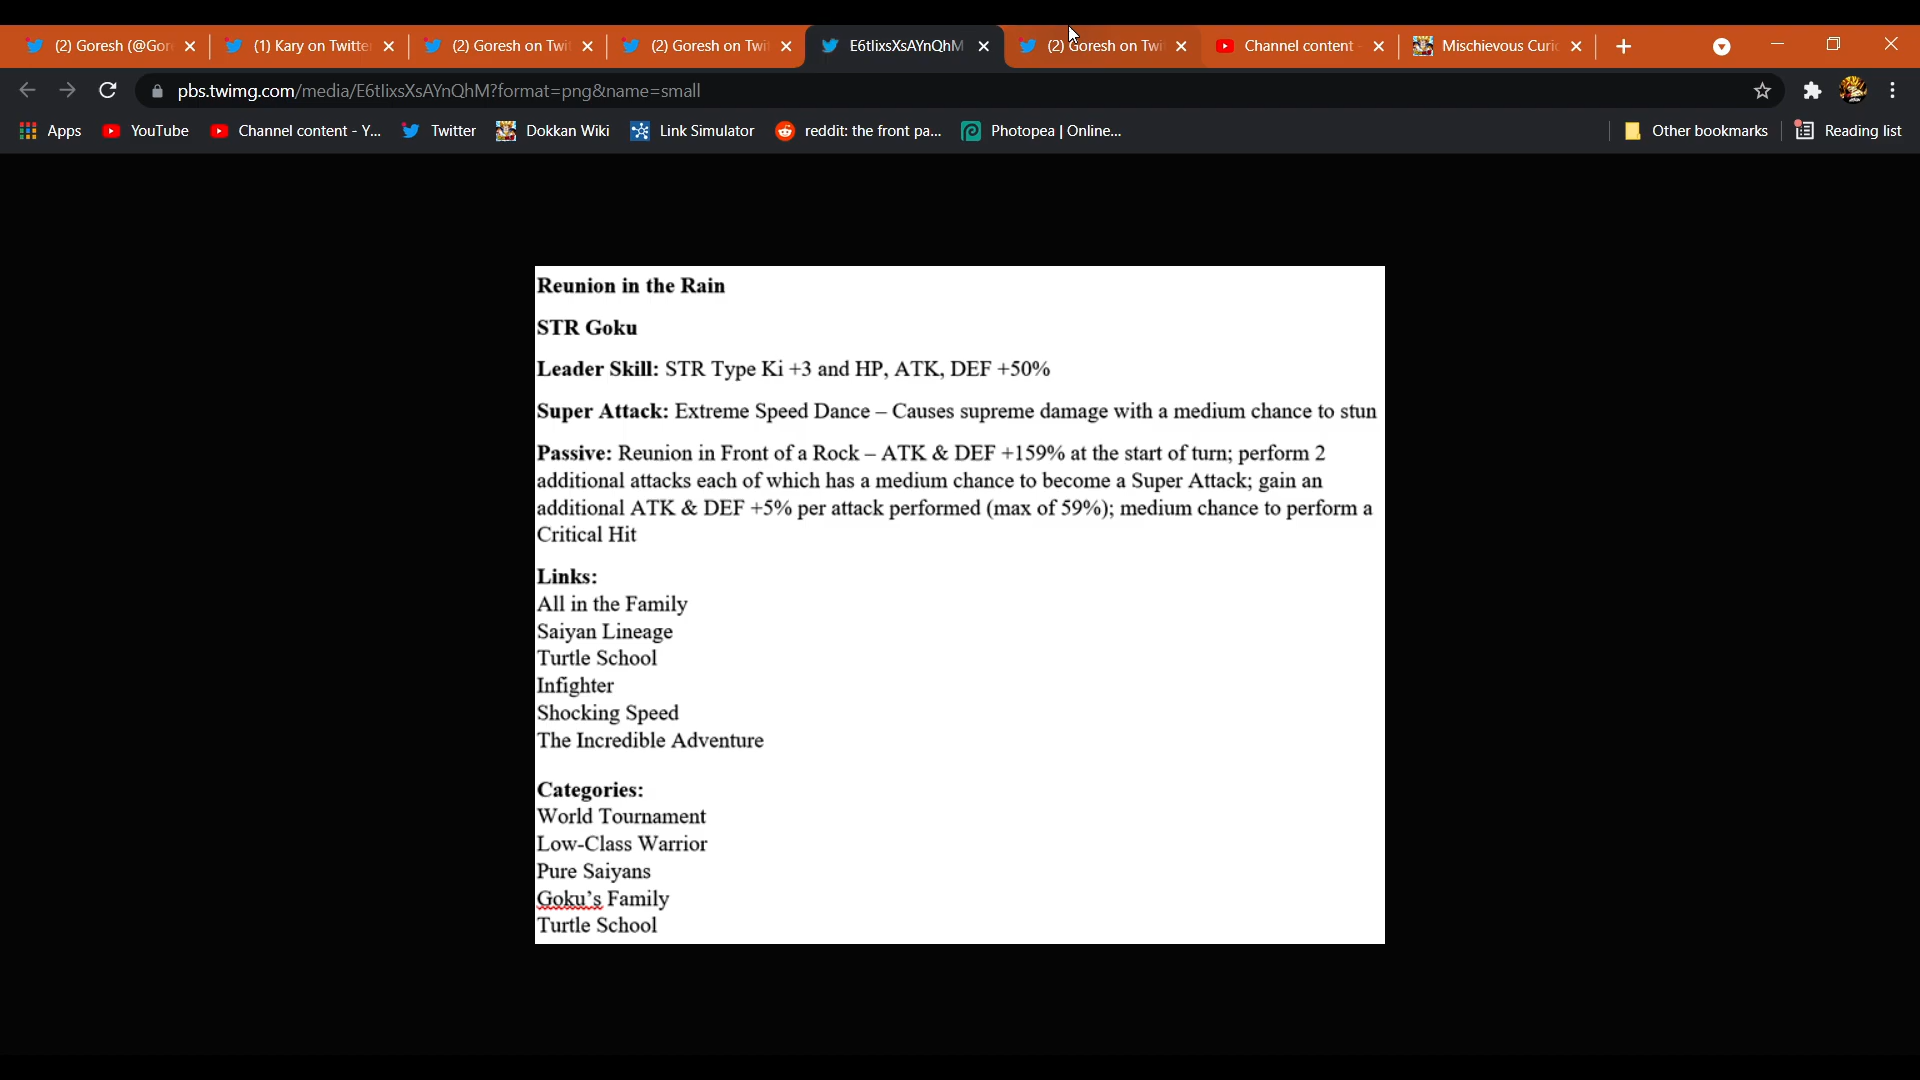 (2) Goresh (@Gor
(1) Kary on Twitte
(2) Goresh on Twi
(2) Goresh on Twi
E6tlixsXsAYnQhM
(2) Goresh on Twi
Channel content -
Mischievous Curi
pbs.twimg.com/media/E6tlixsXsAYnQhM?format=png&name=small
Apps
YouTube
Channel content - Y...
Twitter
Dokkan Wiki
Link Simulator
reddit: the front pa...
Photopea | Online...
Other bookmarks
Reading list
Reunion in the Rain
STR Goku
Leader Skill: STR Type Ki +3 and HP, ATK, DEF +50%
Super Attack: Extreme Speed Dance – Causes supreme damage with a medium chance to stun
Passive: Reunion in Front of a Rock – ATK & DEF +159% at the start of turn; perform 2
additional attacks each of which has a medium chance to become a Super Attack; gain an
additional ATK & DEF +5% per attack performed (max of 59%); medium chance to perform a
Critical Hit
Links:
All in the Family
Saiyan Lineage
Turtle School
Infighter
Shocking Speed
The Incredible Adventure
Categories:
World Tournament
Low-Class Warrior
Pure Saiyans
Goku’s Family
Turtle School